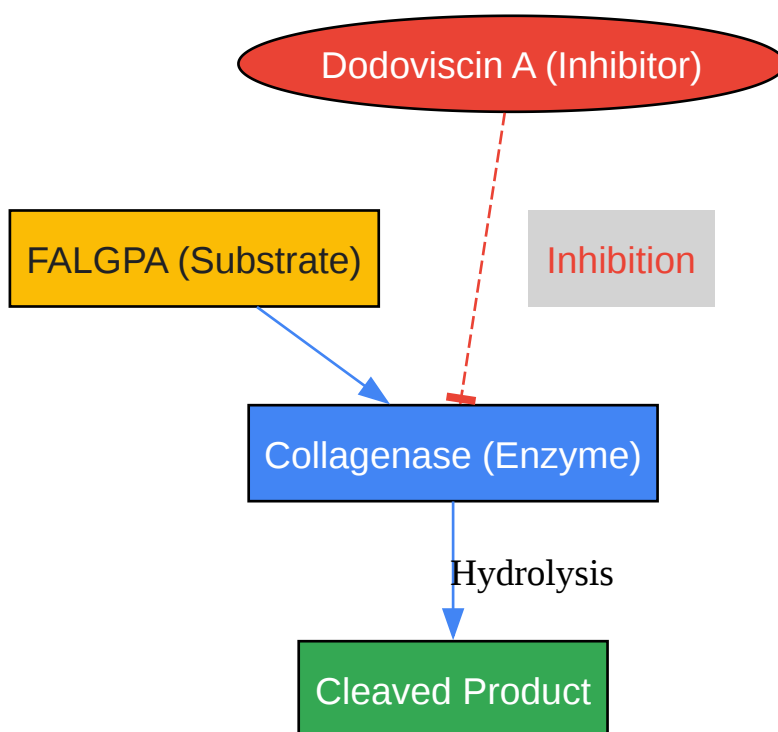 Dodoviscin A (Inhibitor)
FALGPA (Substrate)
Inhibition
Collagenase (Enzyme)
Hydrolysis
Cleaved Product